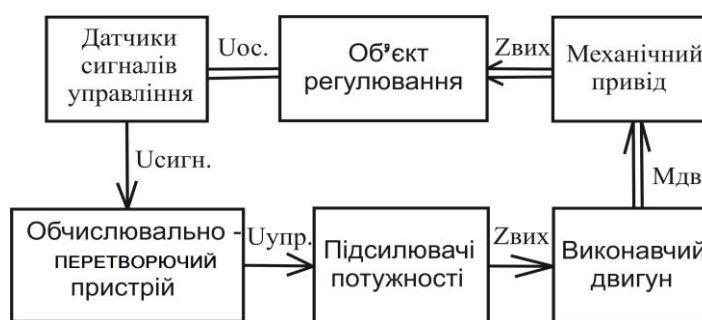 Датчики
сигналів
управління
Uос.
Об'єкт
регулювання
Zвих
Механічний
привід
Uсигн.
Мдв
Обчислювально -
ПЕРЕТВОРЮЧИЙ
пристрій
Uупр.
Підсилювачі
потужності
Zвих
Виконавчий
двигун